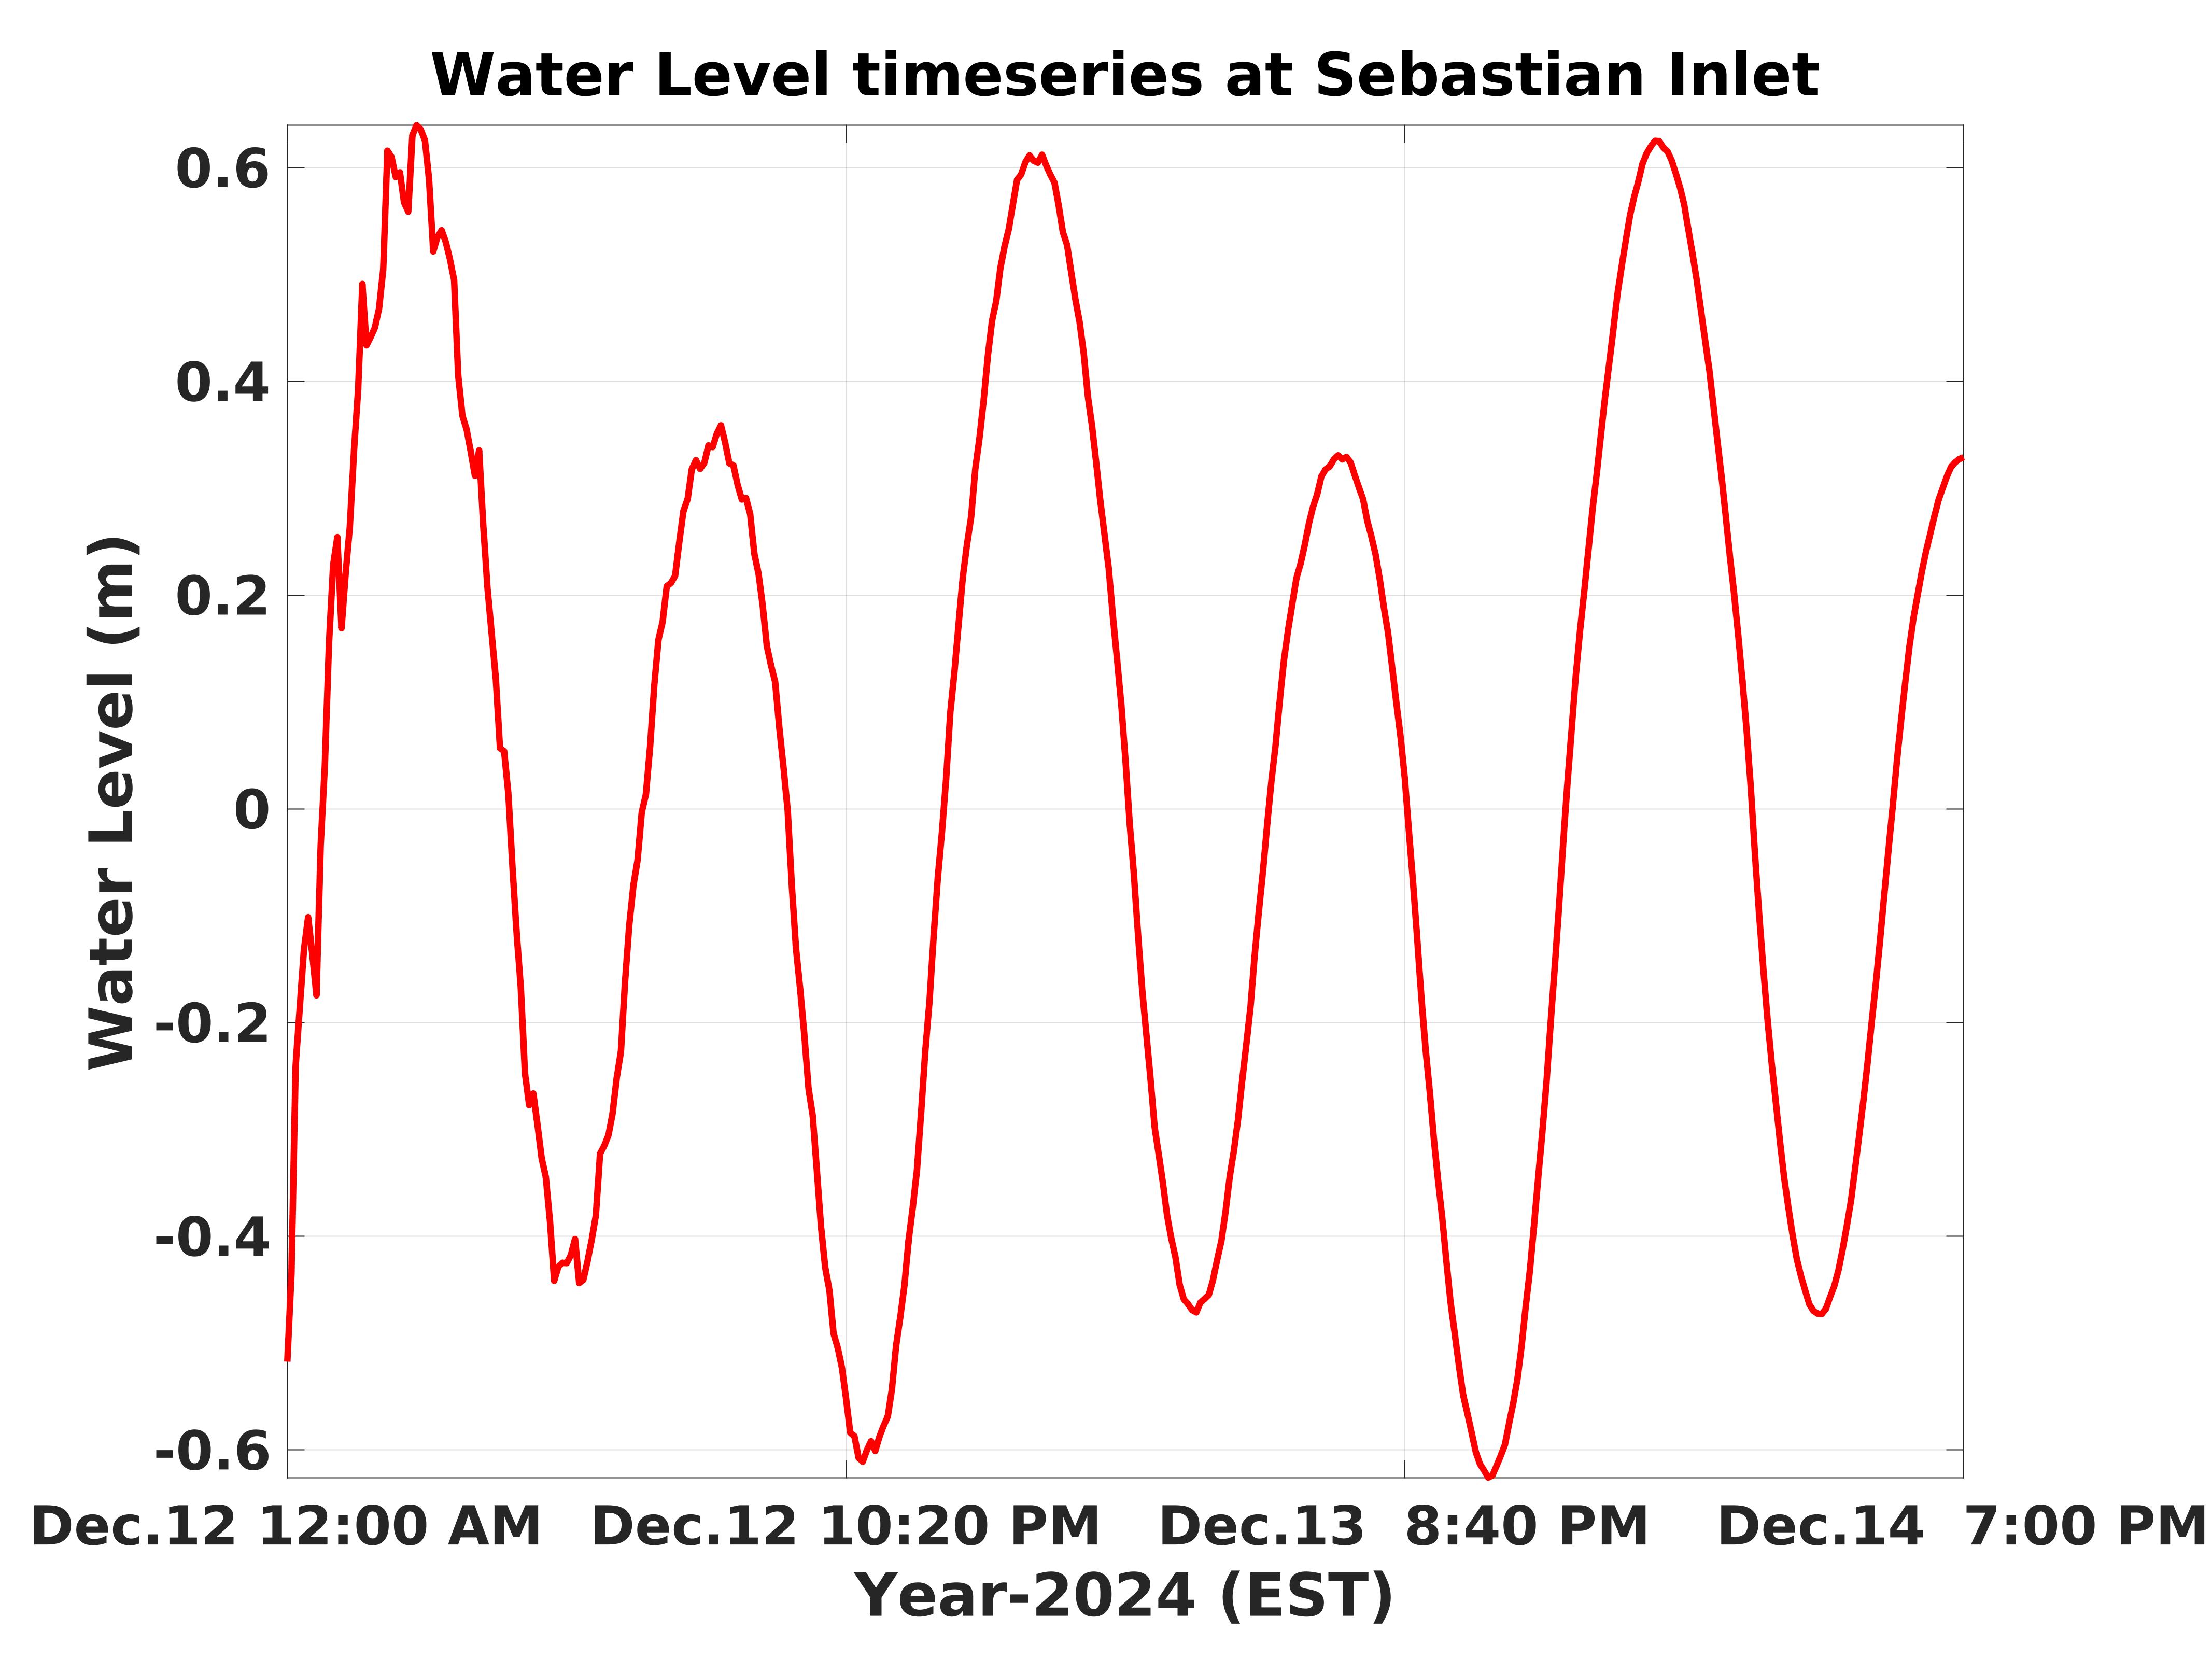 Water Level timeseries at Sebastian Inlet
0.6
0.4
0.2
0
-0.2
-0.4
-0.6
Water Level (m)
Dec.12 12:00 AM Dec.12 10:20 PM Dec.13 8:40 PM Dec.14 7:00 PM
Year-2024 (EST)